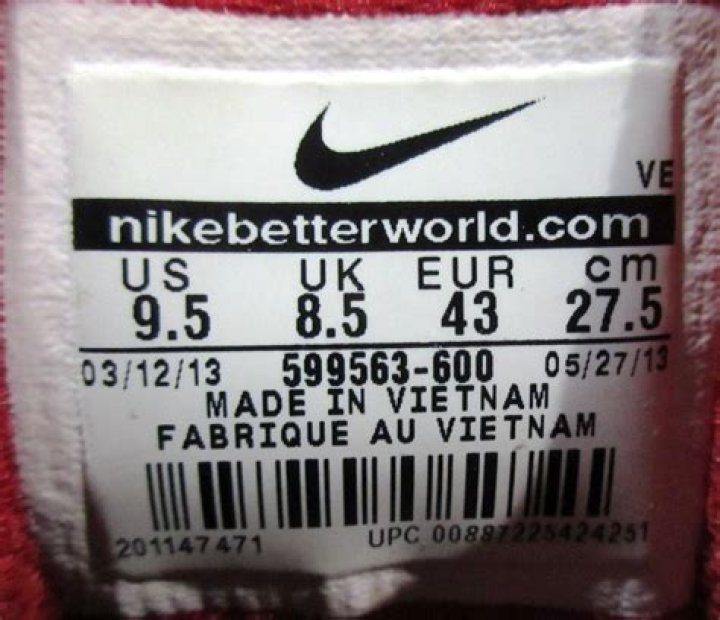 VE
nikebetterworld.com
US UK EUR cm
9.5 8.5 43 27.5
03/12/13 599563-600 05/27/13
MADE IN VIETNAM
FABRIQUE AU VIETNAM
201147471 UPC 00887225424251